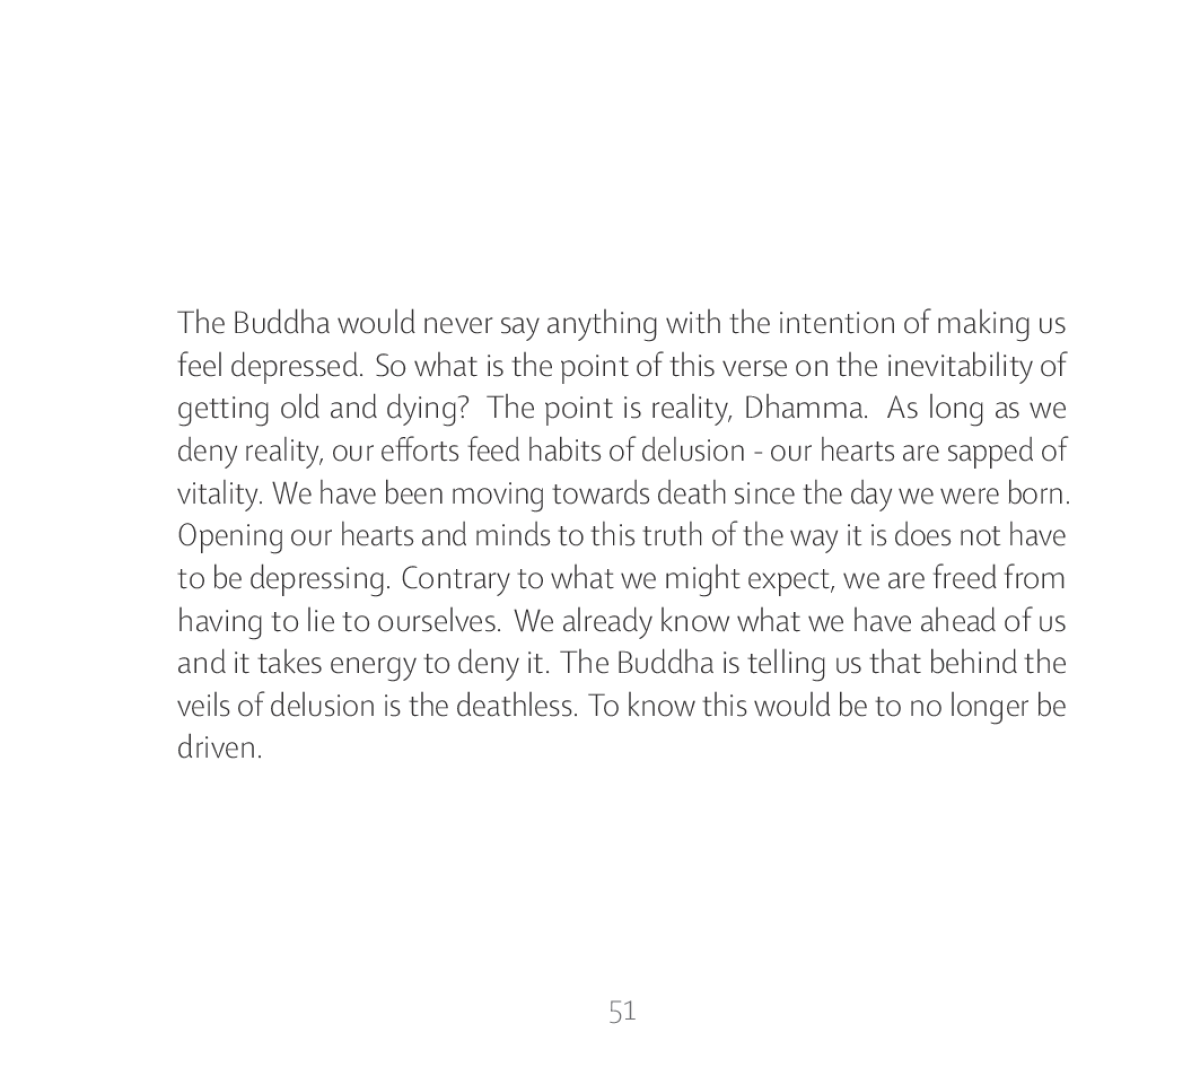 The Buddha would never say anything with the intention of making us
feel depressed. So what is the point of this verse on the inevitability of
getting old and dying? The point is reality, Dhamma. As long as we
deny reality, our efforts feed habits of delusion - our hearts are sapped of
vitality. We have been moving towards death since the day we were born.
Opening our hearts and minds to this truth of the way it is does not have
to be depressing. Contrary to what we might expect, we are freed from
having to lie to ourselves. We already know what we have ahead of us
and it takes energy to deny it. The Buddha is telling us that behind the
veils of delusion is the deathless. To know this would be to no longer be
driven.
51